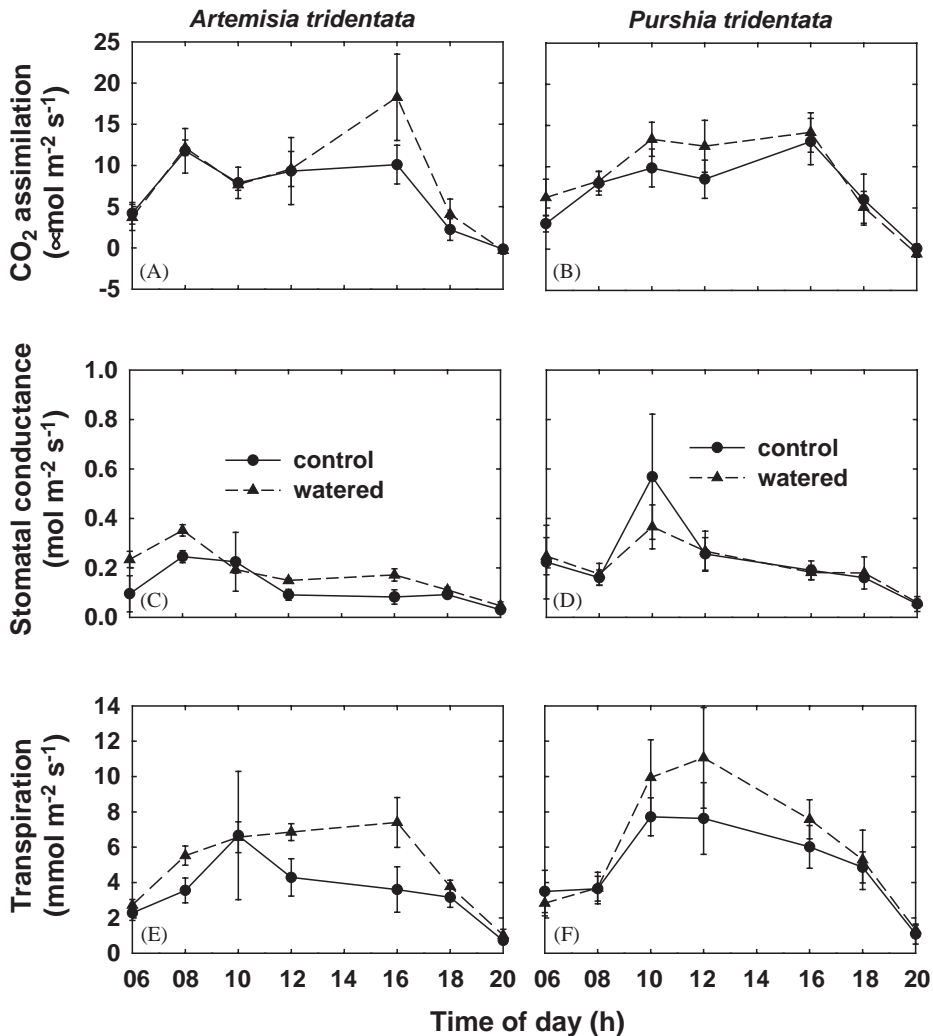 Artemisia tridentata
Purshia tridentata
CO2 assimilation
(∝mol m-2 s-1)
25
20
15
10
5
0
-5
(A)
(B)
Stomatal conductance
(mol m-2 s-1)
1.0
0.8
0.6
0.4
0.2
0.0
control
watered
(C)
control
watered
(D)
Transpiration
(mmol m-2 s-1)
14
12
10
8
6
4
2
0
(E)
(F)
06 08 10 12 14 16 18 20
06 08 10 12 14 16 18 20
Time of day (h)